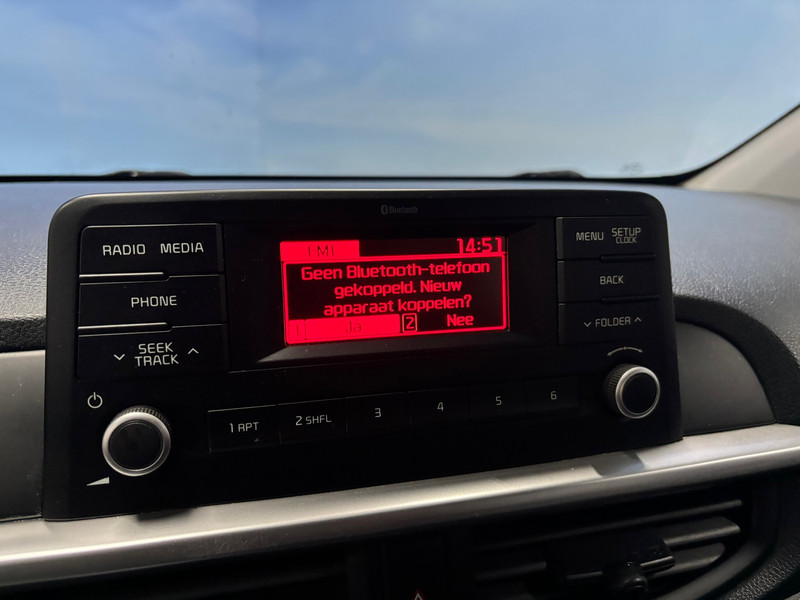 Bluetooth
RADIO MEDIA
PHONE
SEEK
TRACK
FM1 14:51
Geen Bluetooth-telefoon
gekoppeld. Nieuw
apparaat koppelen?
1 Ja 2 Nee
MENU SETUP
CLOCK
BACK
FOLDER
1 RPT 2 SHFL 3 4 5 6